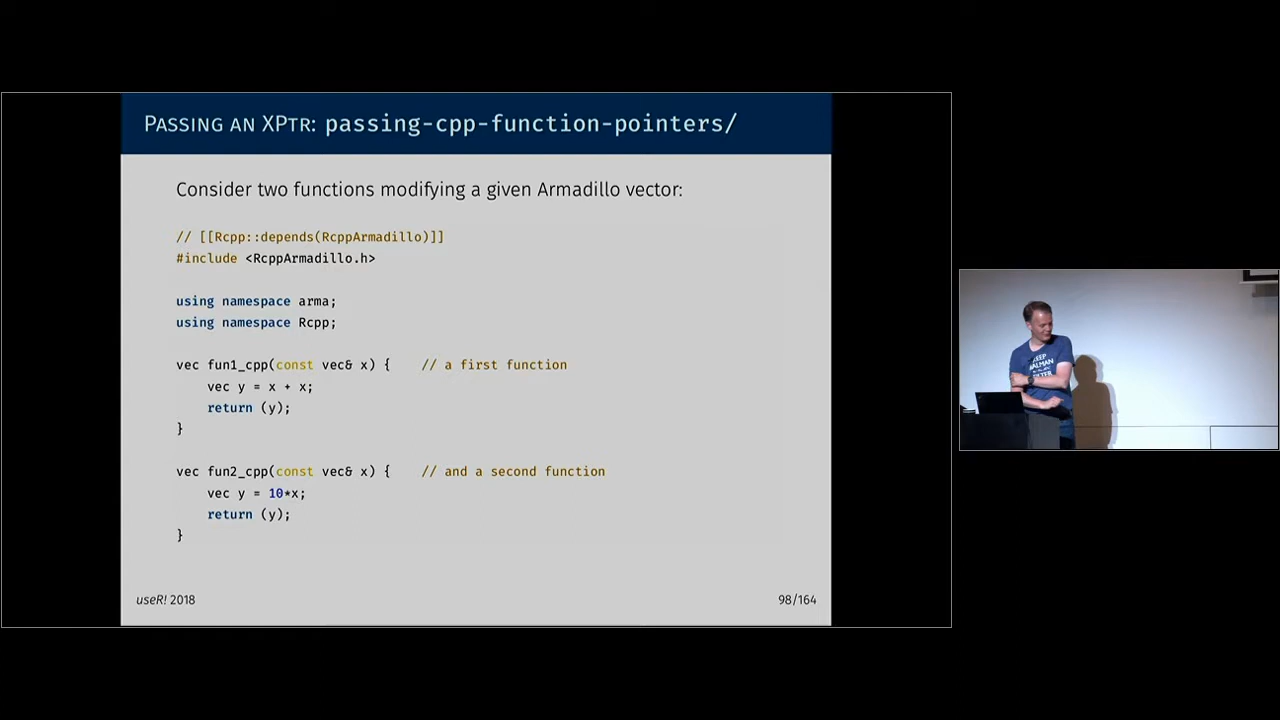 PASSING AN XPTR: passing-cpp-function-pointers/
Consider two functions modifying a given Armadillo vector:
// [[Rcpp::depends(RcppArmadillo)]]
#include <RcppArmadillo.h>
using namespace arma;
using namespace Rcpp;
vec fun1_cpp(const vec& x) { // a first function
vec y = x + x;
return (y);
}
vec fun2_cpp(const vec& x) { // and a second function
vec y = 10*x;
return (y);
}
useR! 2018
98/164
KEEP